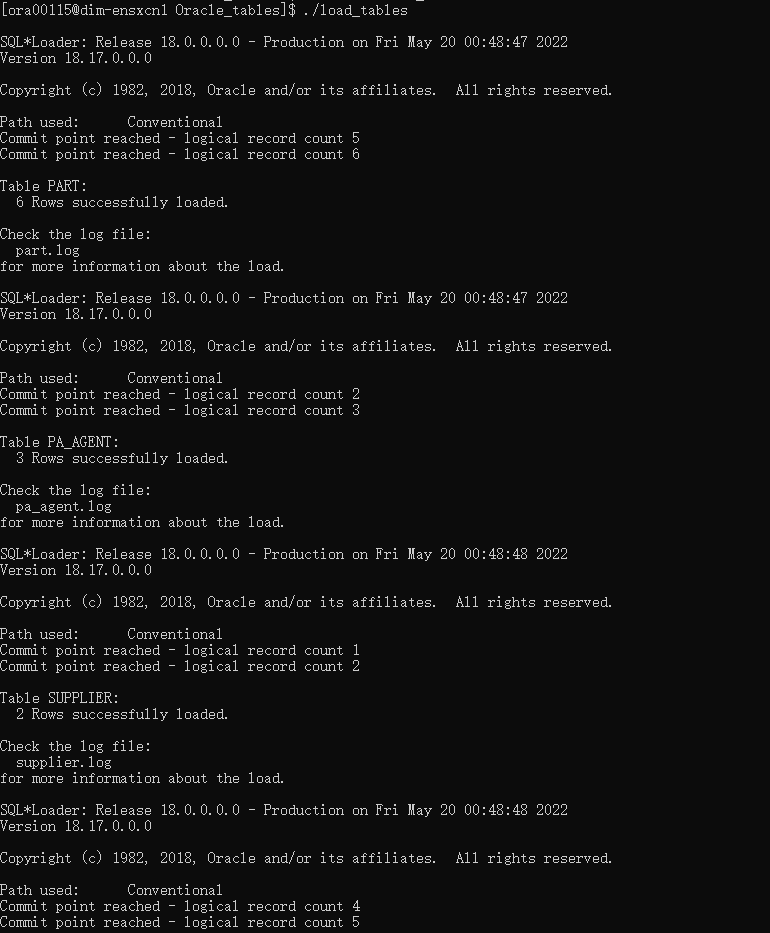 [ora00115@dim-ensxcn1 Oracle_tables]$ ./load_tables
SQL*Loader: Release 18.0.0.0.0 - Production on Fri May 20 00:48:47 2022
Version 18.17.0.0.0
Copyright (c) 1982, 2018, Oracle and/or its affiliates.  All rights reserved.
Path used:      Conventional
Commit point reached - logical record count 5
Commit point reached - logical record count 6
Table PART:
  6 Rows successfully loaded.
Check the log file:
  part.log
for more information about the load.
SQL*Loader: Release 18.0.0.0.0 - Production on Fri May 20 00:48:47 2022
Version 18.17.0.0.0
Copyright (c) 1982, 2018, Oracle and/or its affiliates.  All rights reserved.
Path used:      Conventional
Commit point reached - logical record count 2
Commit point reached - logical record count 3
Table PA_AGENT:
  3 Rows successfully loaded.
Check the log file:
  pa_agent.log
for more information about the load.
SQL*Loader: Release 18.0.0.0.0 - Production on Fri May 20 00:48:48 2022
Version 18.17.0.0.0
Copyright (c) 1982, 2018, Oracle and/or its affiliates.  All rights reserved.
Path used:      Conventional
Commit point reached - logical record count 1
Commit point reached - logical record count 2
Table SUPPLIER:
  2 Rows successfully loaded.
Check the log file:
  supplier.log
for more information about the load.
SQL*Loader: Release 18.0.0.0.0 - Production on Fri May 20 00:48:48 2022
Version 18.17.0.0.0
Copyright (c) 1982, 2018, Oracle and/or its affiliates.  All rights reserved.
Path used:      Conventional
Commit point reached - logical record count 4
Commit point reached - logical record count 5